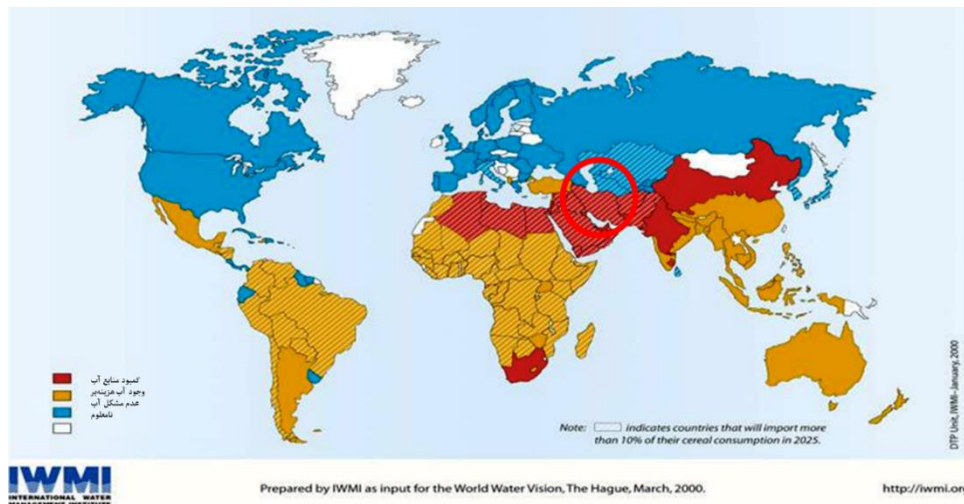 کمبود منابع آب
وجود آب هزینه‌بر
عدم مشکل آب
نامعلوم
Note: indicates countries that will import more
than 10% of their cereal consumption in 2025.
DTP Unit, IWMI- January, 2000
IWMI
INTERNATIONAL WATER
MANAGEMENT INSTITUTE
Prepared by IWMI as input for the World Water Vision, The Hague, March, 2000.
http://iwmi.or